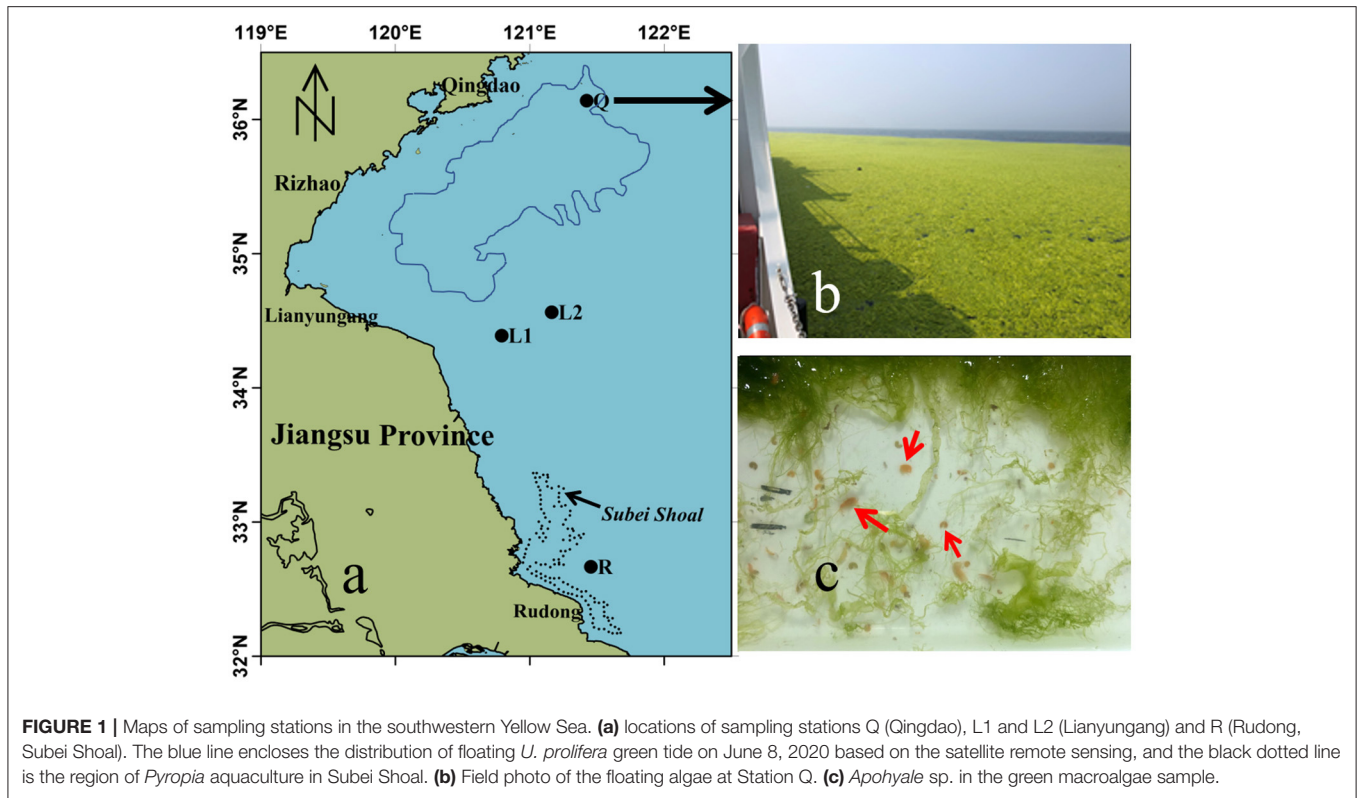 119°E 120°E 121°E 122°E
36°N
35°N
34°N
33°N
32°N
N
Qingdao
Q
Rizhao
Lianyungang
L2
L1
Jiangsu Province
Subei Shoal
R
Rudong
a
b
c
FIGURE 1 | Maps of sampling stations in the southwestern Yellow Sea. (a) locations of sampling stations Q (Qingdao), L1 and L2 (Lianyungang) and R (Rudong,
Subei Shoal). The blue line encloses the distribution of floating U. prolifera green tide on June 8, 2020 based on the satellite remote sensing, and the black dotted line
is the region of Pyropia aquaculture in Subei Shoal. (b) Field photo of the floating algae at Station Q. (c) Apohyale sp. in the green macroalgae sample.